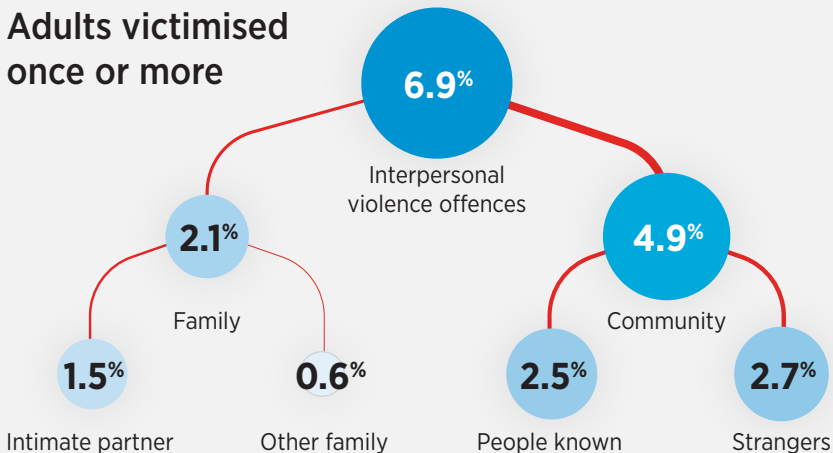 Adults victimised
once or more
6.9%
Interpersonal
violence offences
2.1%
Family
4.9%
Community
1.5%
Intimate partner
0.6%
Other family
2.5%
People known
2.7%
Strangers